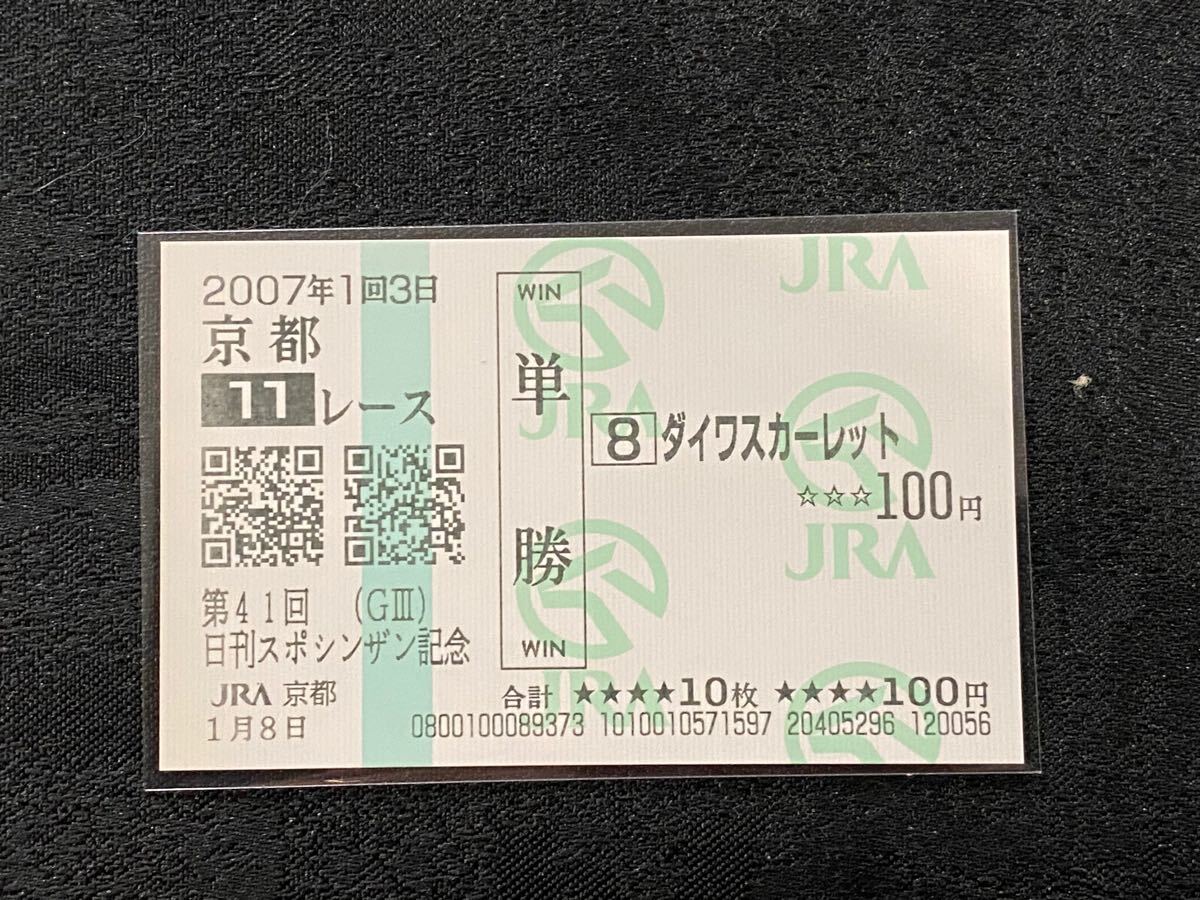 2007年1回3日
京都
11レース
第41回 (GⅢ)
日刊スポシンザン記念
JRA 京都
1月8日
WIN
単勝
WIN
8 ダイワスカーレット
☆☆☆100円
合計 ★★★★10枚 ★★★★100円
0800100089373 1010010571597 20405296 120056
JRA
JRA
JRA
JRA